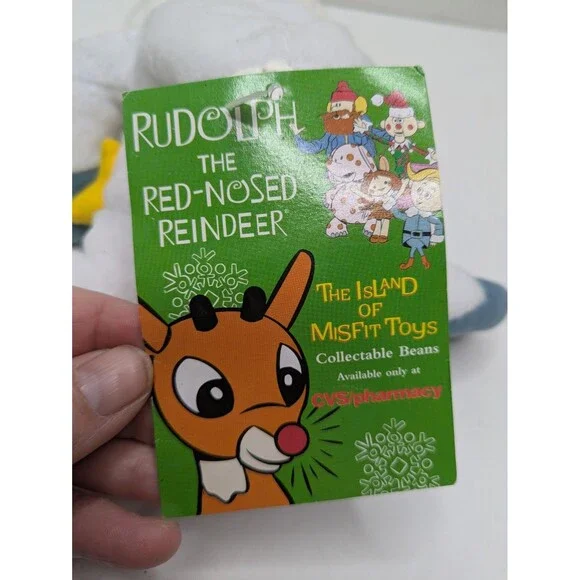 RUDOLPH
THE
RED-NOSED
REINDEER®
THE ISLAND
OF
MISFIT TOYS
Collectable Beans
Available only at
CVS/pharmacy